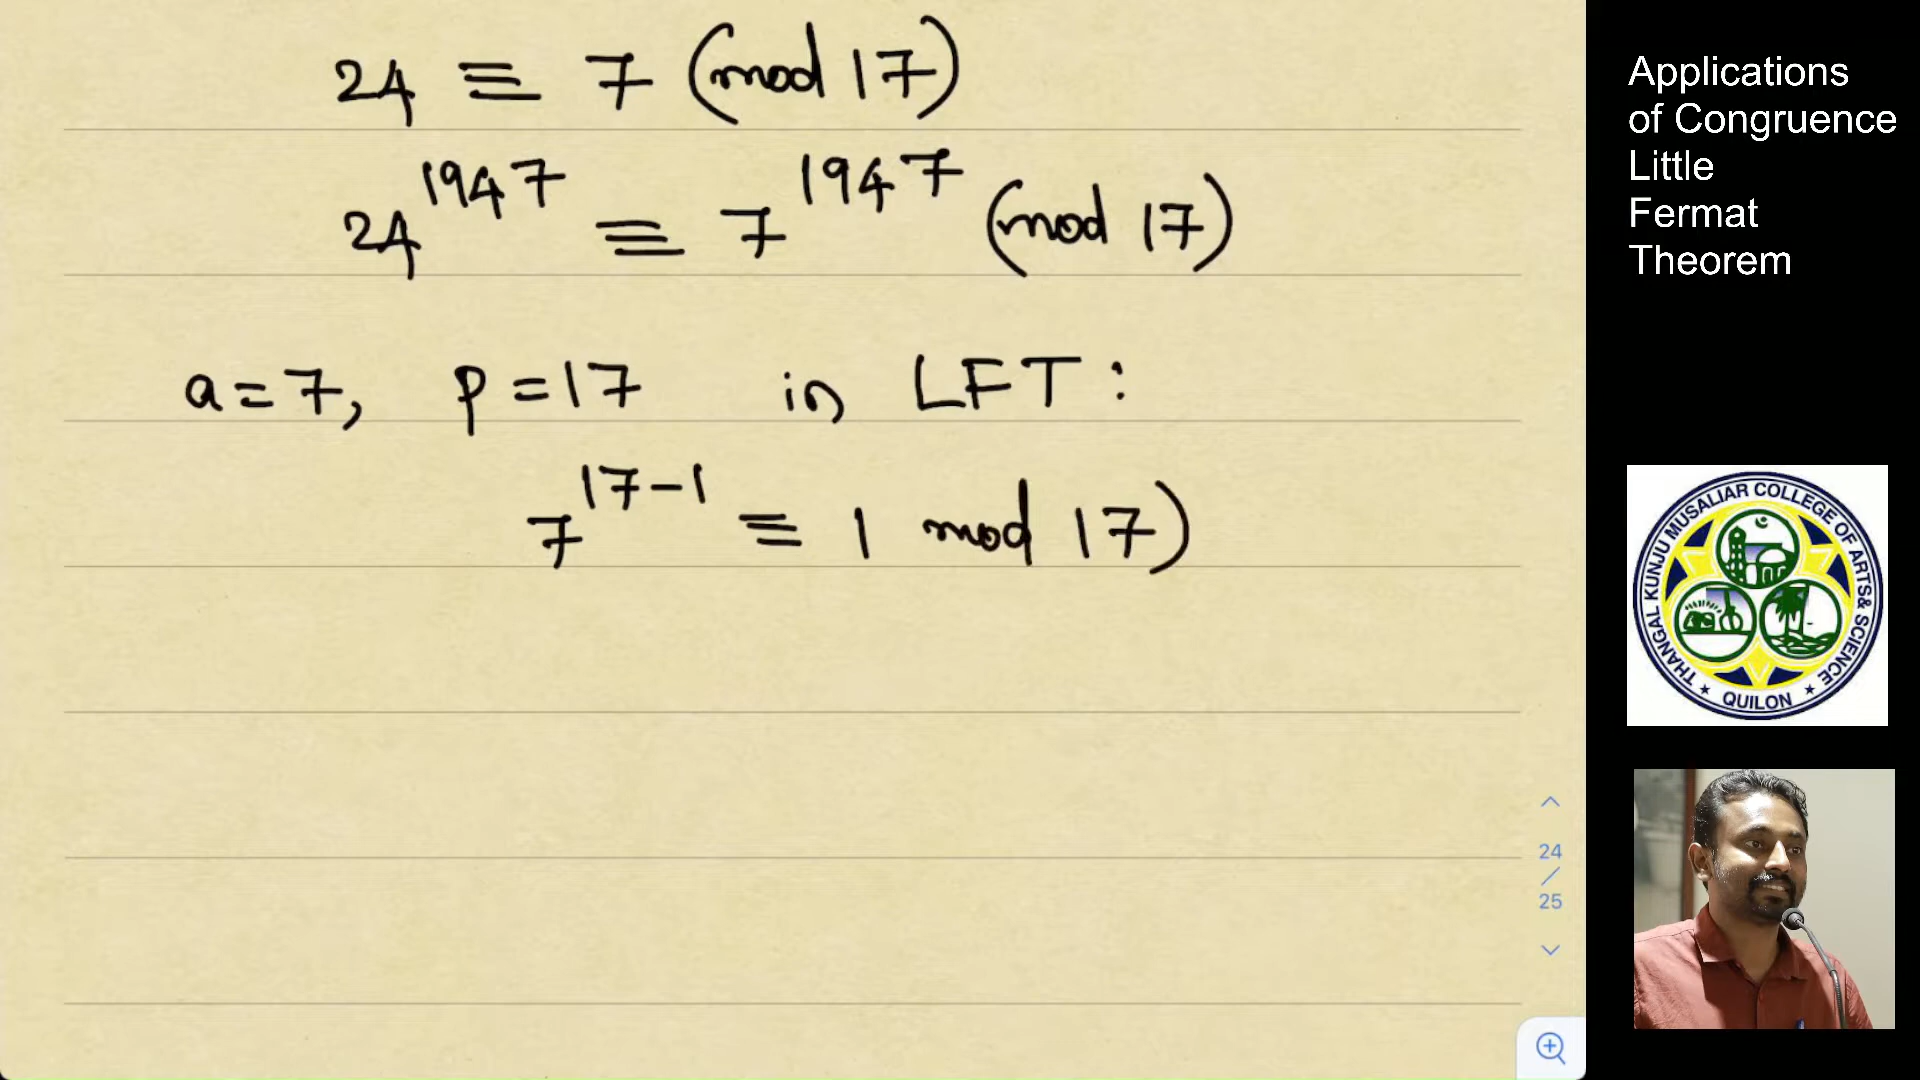 24 ≡ 7 (mod 17)
24^1947 ≡ 7^1947 (mod 17)
a = 7, p = 17 in LFT :
7^17-1 ≡ 1 mod 17)
Applications
of Congruence
Little
Fermat
Theorem
THANGAL KUNJU MUSALIAR COLLEGE OF ARTS & SCIENCE
★ QUILON ★
24
/
25